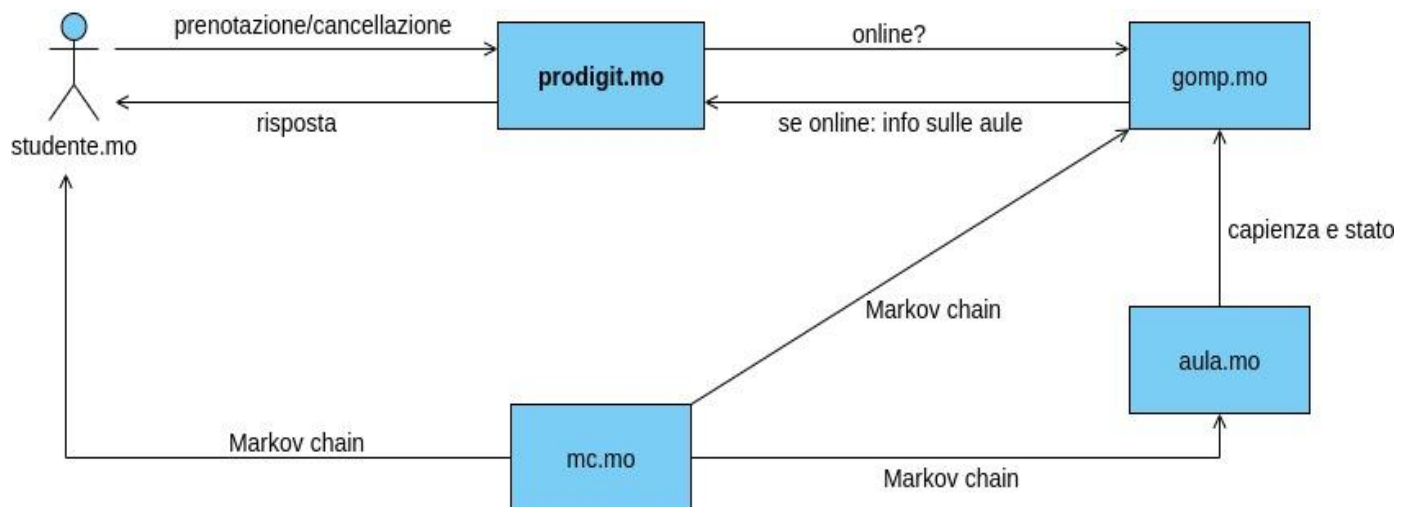 prenotazione/cancellazione
online?
prodigit.mo
gomp.mo
risposta
se online: info sulle aule
studente.mo
capienza e stato
Markov chain
aula.mo
Markov chain
mc.mo
Markov chain